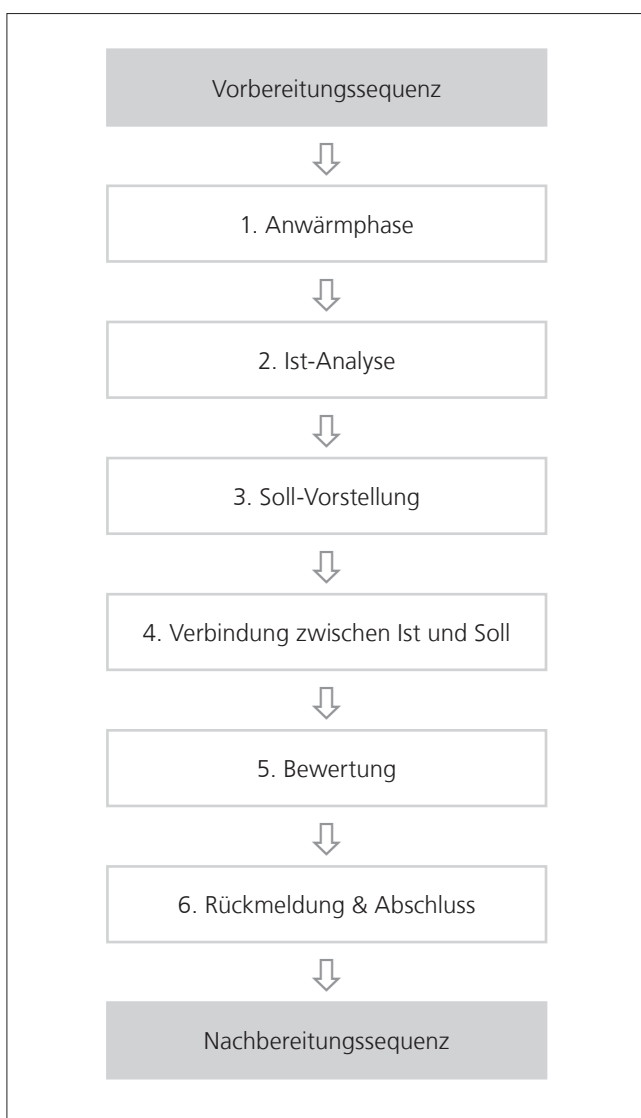 Vorbereitungssequenz
1. Anwärmphase
2. Ist-Analyse
3. Soll-Vorstellung
4. Verbindung zwischen Ist und Soll
5. Bewertung
6. Rückmeldung & Abschluss
Nachbereitungssequenz